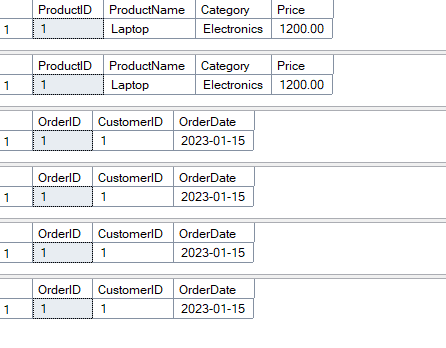 ProductID ProductName Category Price
1 1 Laptop Electronics 1200.00
ProductID ProductName Category Price
1 1 Laptop Electronics 1200.00
OrderID CustomerID OrderDate
1 1 1 2023-01-15
OrderID CustomerID OrderDate
1 1 1 2023-01-15
OrderID CustomerID OrderDate
1 1 1 2023-01-15
OrderID CustomerID OrderDate
1 1 1 2023-01-15